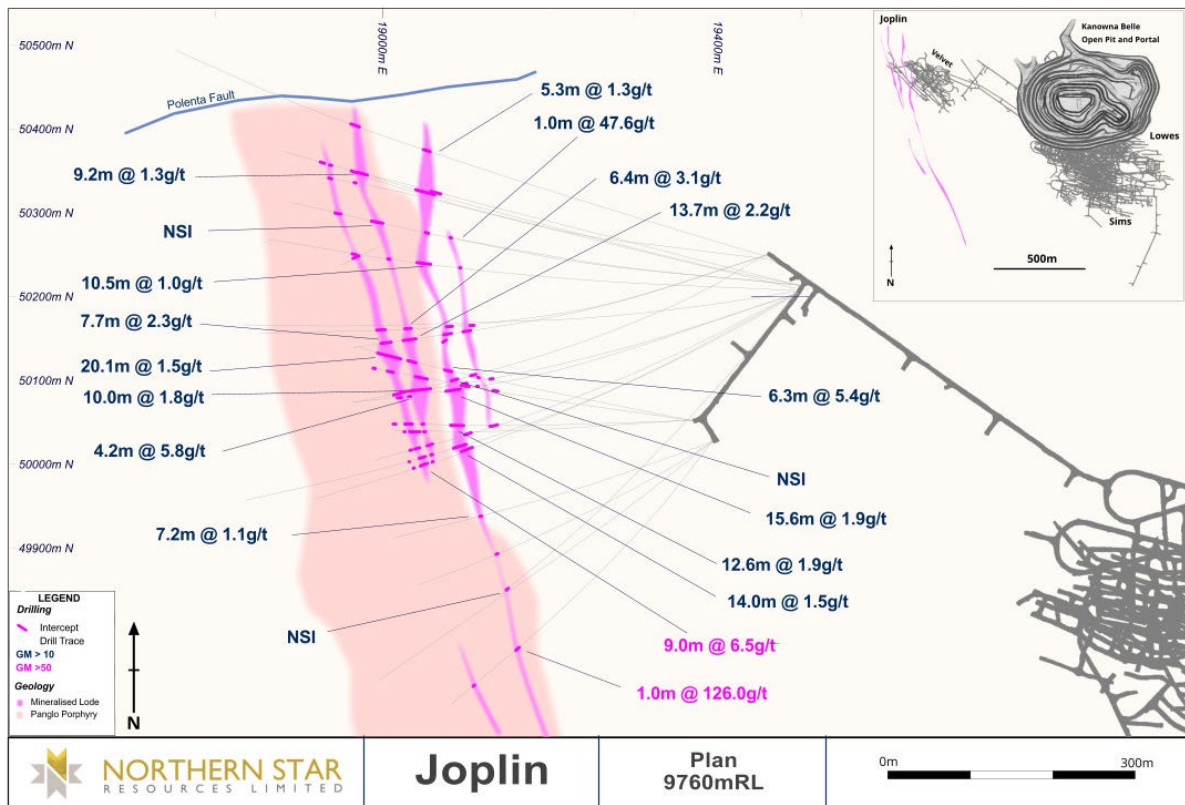 50500m N
50400m N
50300m N
50200m N
50100m N
50000m N
49900m N
19000m E
19400m E
Polenta Fault
5.3m @ 1.3g/t
1.0m @ 47.6g/t
9.2m @ 1.3g/t
6.4m @ 3.1g/t
13.7m @ 2.2g/t
NSI
10.5m @ 1.0g/t
7.7m @ 2.3g/t
20.1m @ 1.5g/t
10.0m @ 1.8g/t
6.3m @ 5.4g/t
4.2m @ 5.8g/t
NSI
15.6m @ 1.9g/t
7.2m @ 1.1g/t
12.6m @ 1.9g/t
14.0m @ 1.5g/t
NSI
9.0m @ 6.5g/t
1.0m @ 126.0g/t
Joplin
Velvet
Kanowna Belle
Open Pit and Portal
Lowes
Sims
N
500m
LEGEND
Drilling
Intercept
Drill Trace
GM > 10
GM >50
Geology
Mineralised Lode
Panglo Porphyry
N
NORTHERN STAR
RESOURCES LIMITED
Joplin
Plan
9760mRL
0m
300m